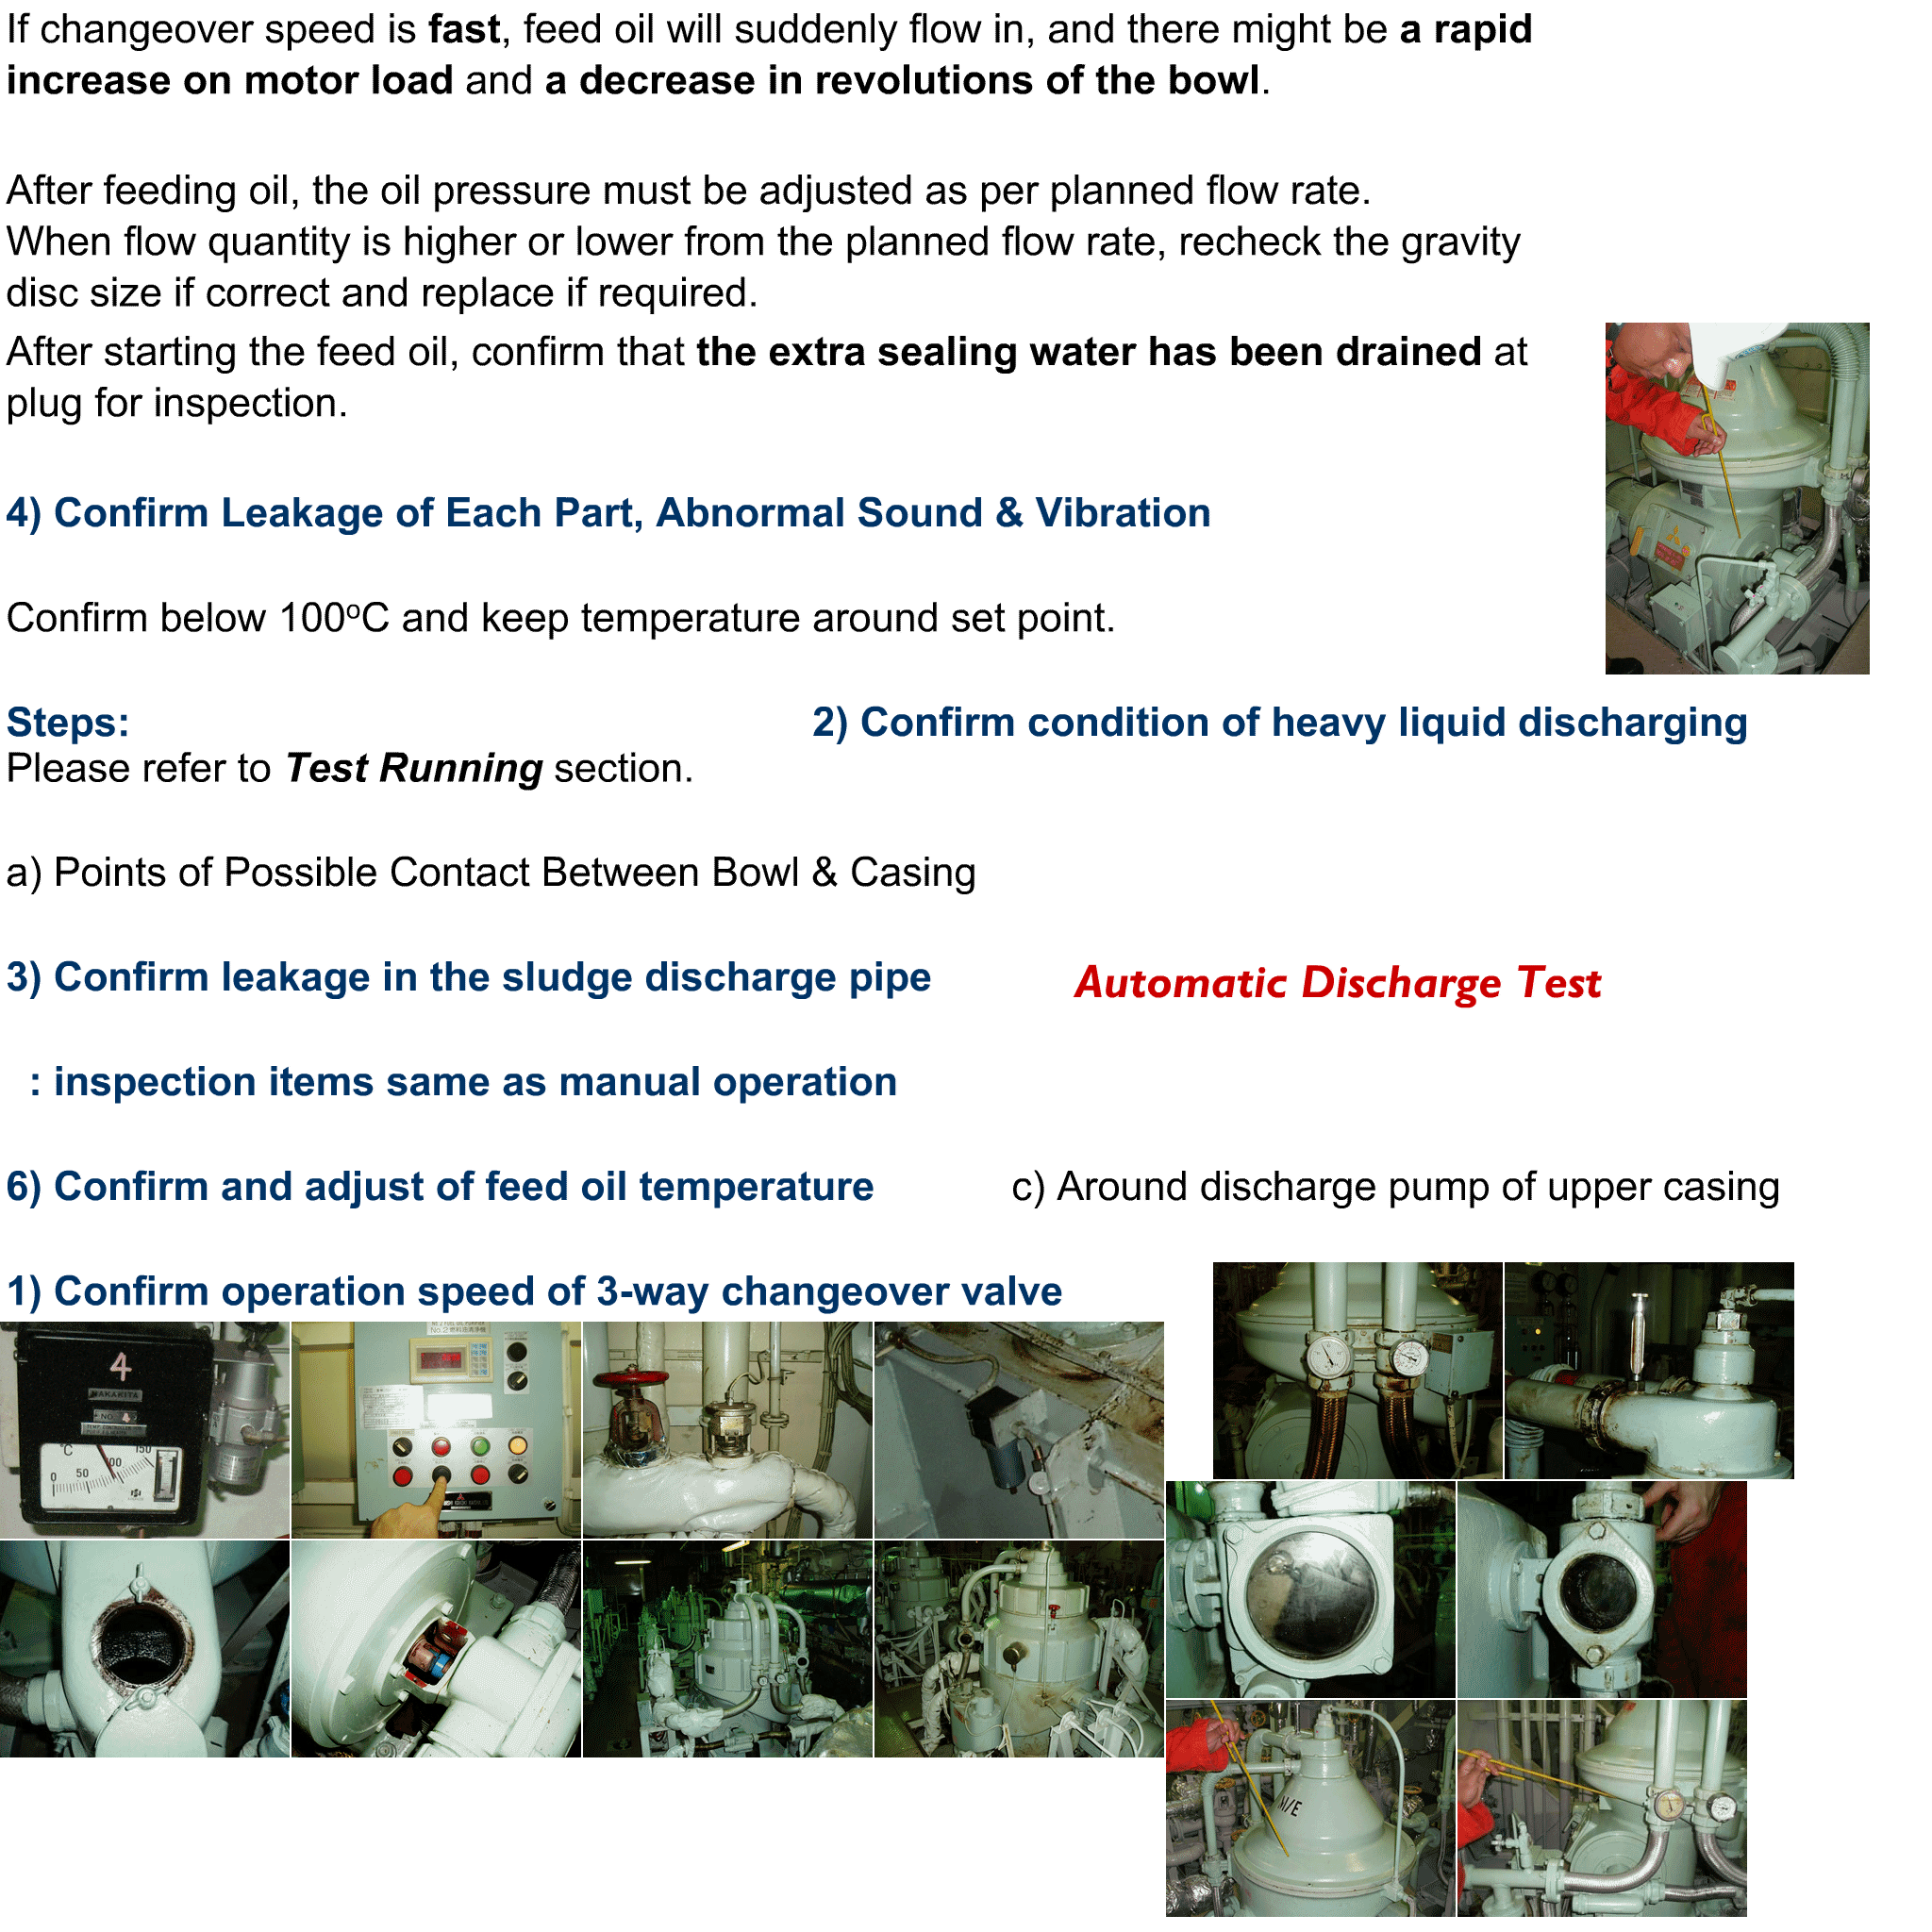 If changeover speed is fast, feed oil will suddenly flow in, and there might be a rapid
increase on motor load and a decrease in revolutions of the bowl.
After feeding oil, the oil pressure must be adjusted as per planned flow rate.
When flow quantity is higher or lower from the planned flow rate, recheck the gravity
disc size if correct and replace if required.
After starting the feed oil, confirm that the extra sealing water has been drained at
plug for inspection.
4) Confirm Leakage of Each Part, Abnormal Sound & Vibration
Confirm below 100°C and keep temperature around set point.
Steps:
2) Confirm condition of heavy liquid discharging
Please refer to Test Running section.
a) Points of Possible Contact Between Bowl & Casing
3) Confirm leakage in the sludge discharge pipe
Automatic Discharge Test
: inspection items same as manual operation
6) Confirm and adjust of feed oil temperature
c) Around discharge pump of upper casing
1) Confirm operation speed of 3-way changeover valve
4
NAKAKITA
°C
0 50 100 150
M/E